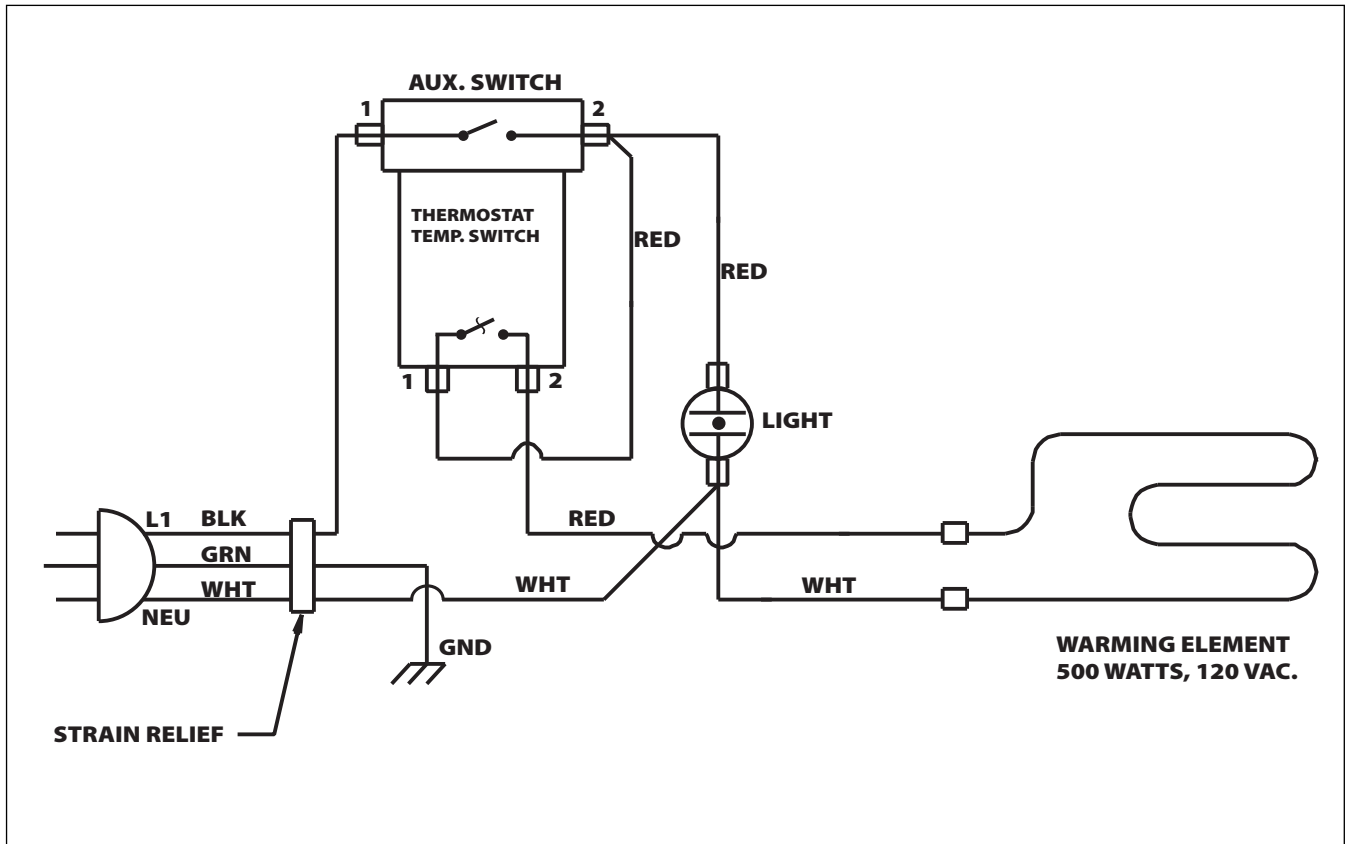 AUX. SWITCH
1
2
THERMOSTAT
TEMP. SWITCH
RED
RED
1
2
LIGHT
L1
BLK
RED
GRN
WHT
WHT
WHT
NEU
GND
WARMING ELEMENT
500 WATTS, 120 VAC.
STRAIN RELIEF